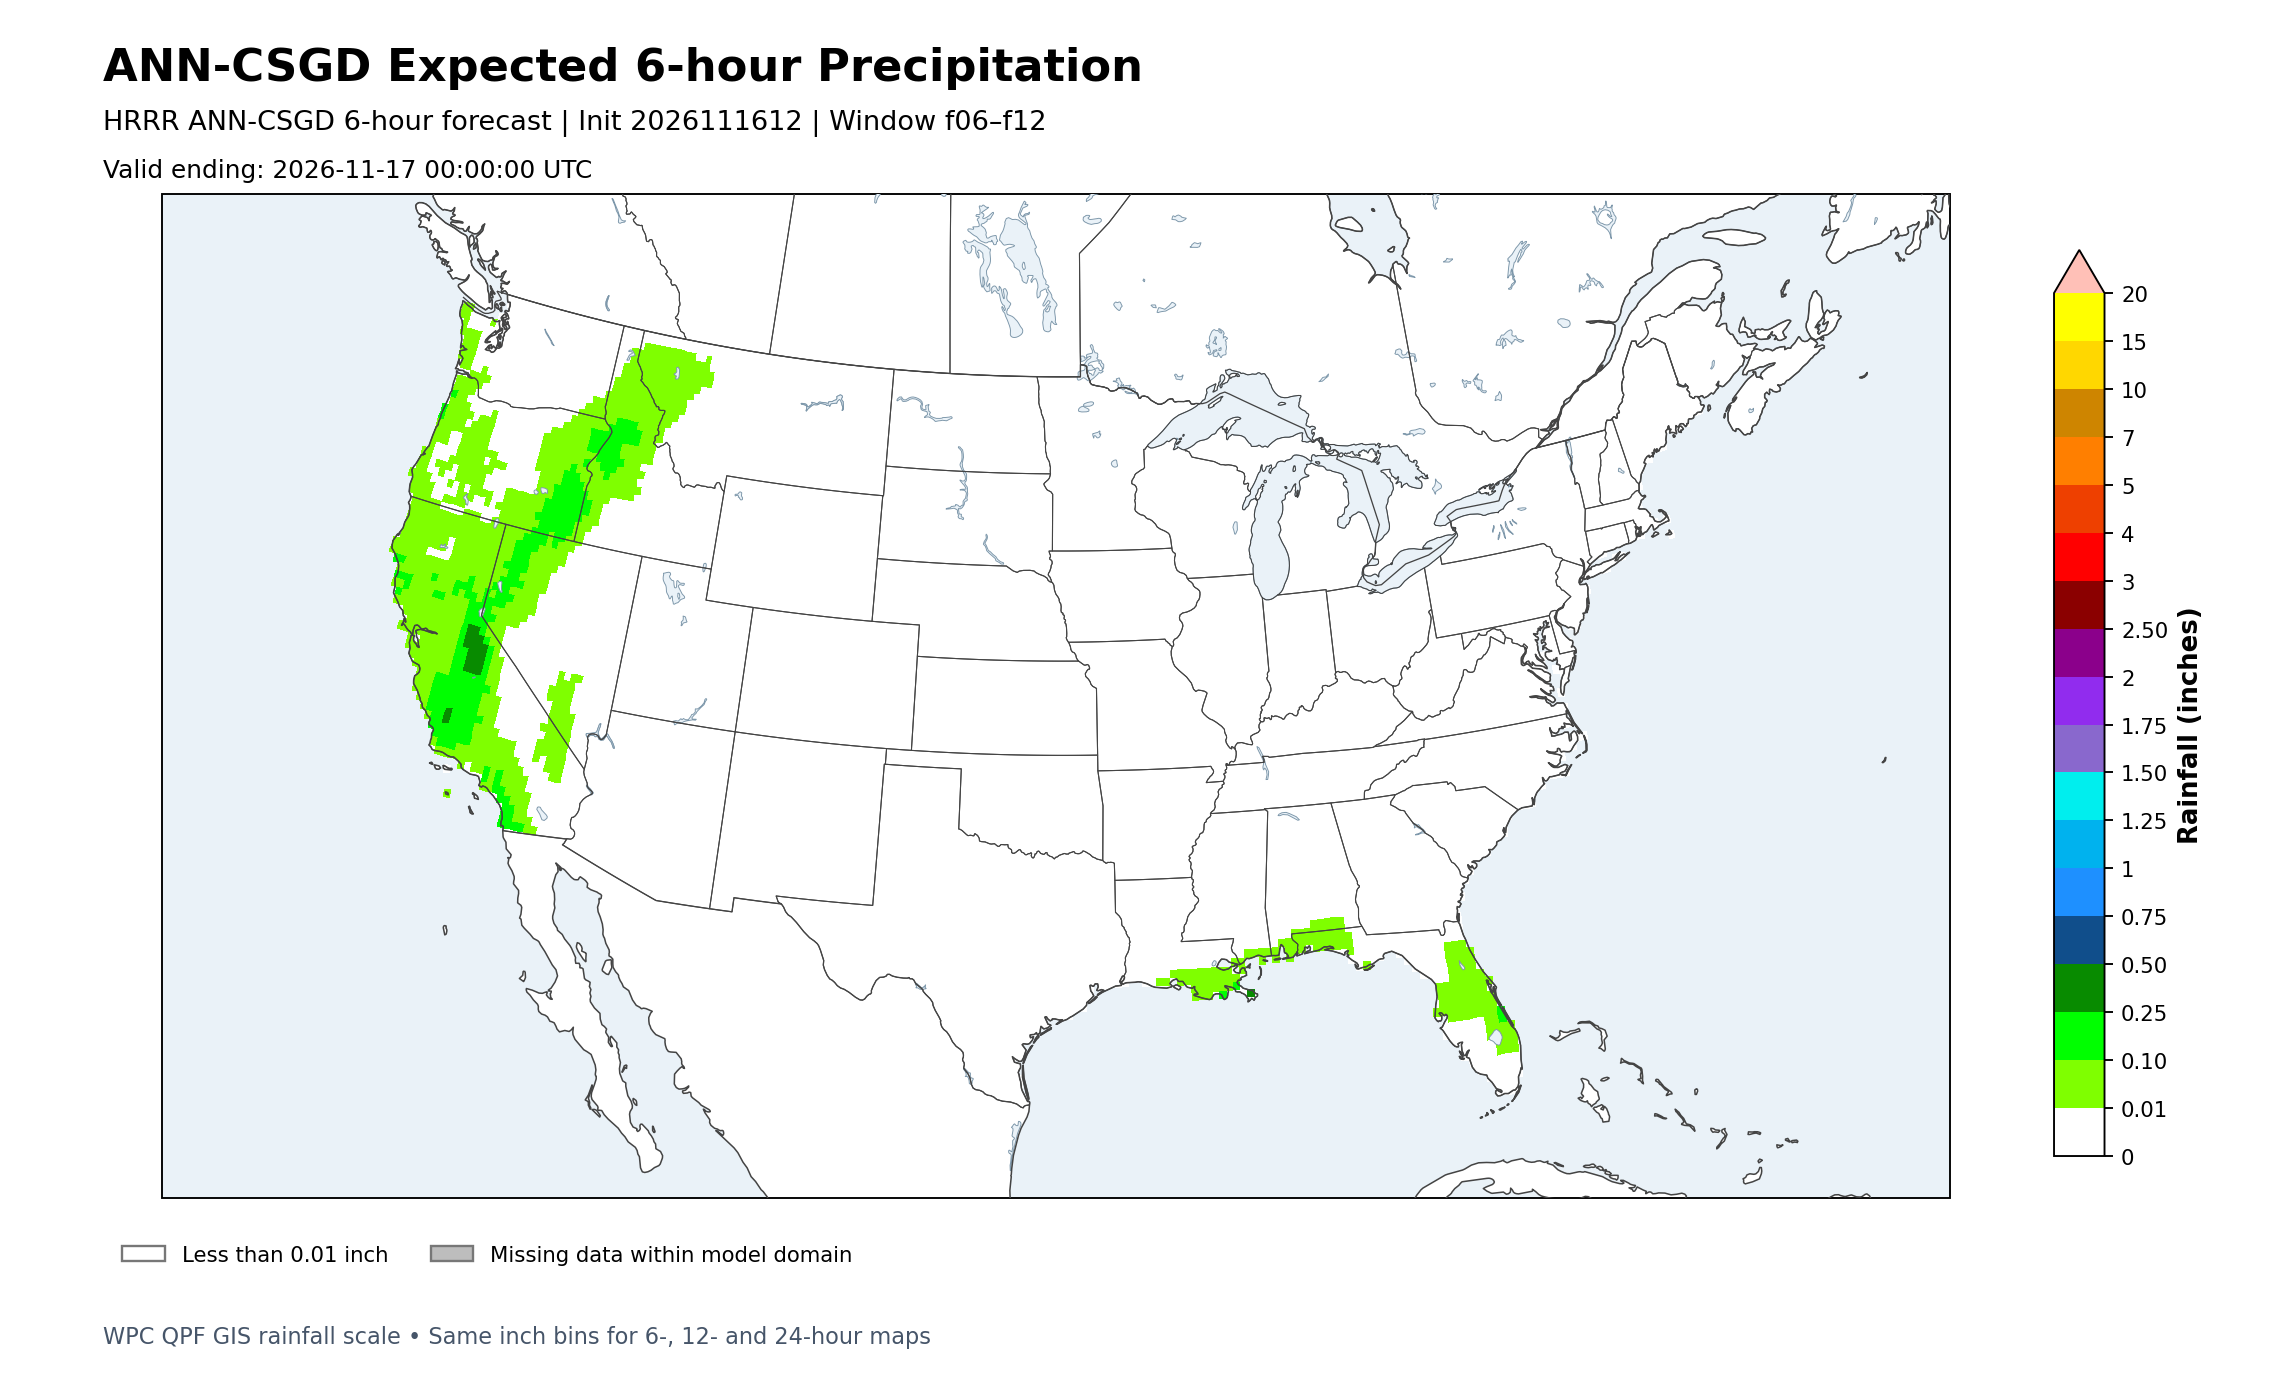 ANN-CSGD Expected 6-hour Precipitation
HRRR ANN-CSGD 6-hour forecast | Init 2026111612 | Window f06–f12
Valid ending: 2026-11-17 00:00:00 UTC
20
15
10
7
5
4
3
2.50
2
1.75
1.50
1.25
1
0.75
0.50
0.25
0.10
0.01
0
Rainfall (inches)
Less than 0.01 inch
Missing data within model domain
WPC QPF GIS rainfall scale • Same inch bins for 6-, 12- and 24-hour maps